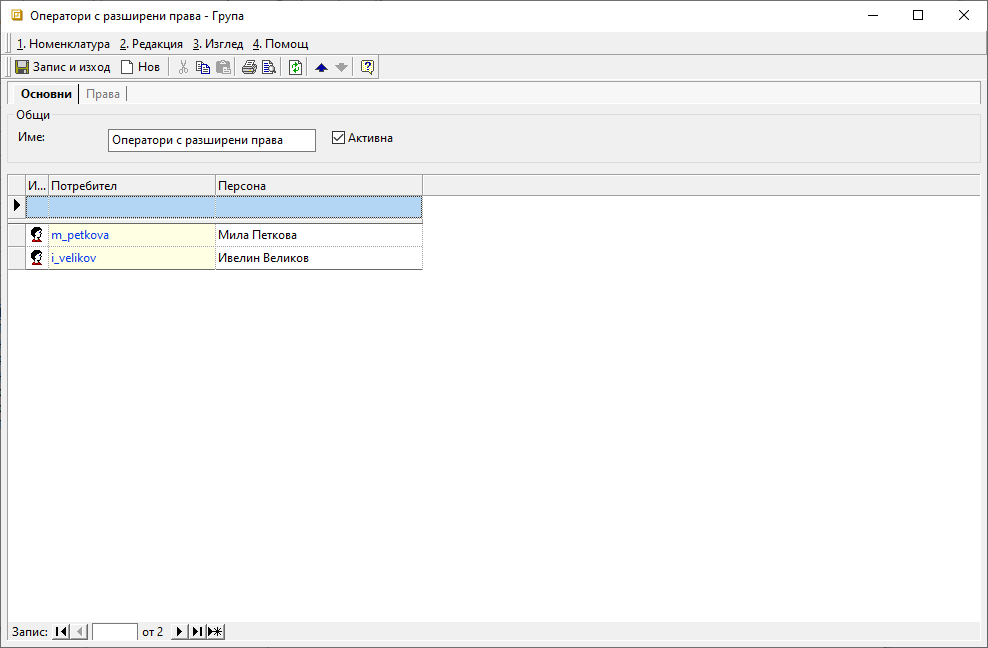 Оператори с разширени права - Група
1. Номенклатура 2. Редакция 3. Изглед 4. Помощ
Запис и изход Нов
Основни Права
Общи
Име: Оператори с разширени права Активна
И... Потребител Персона
m_petkova Мила Петкова
i_velikov Ивелин Великов
Запис: от 2